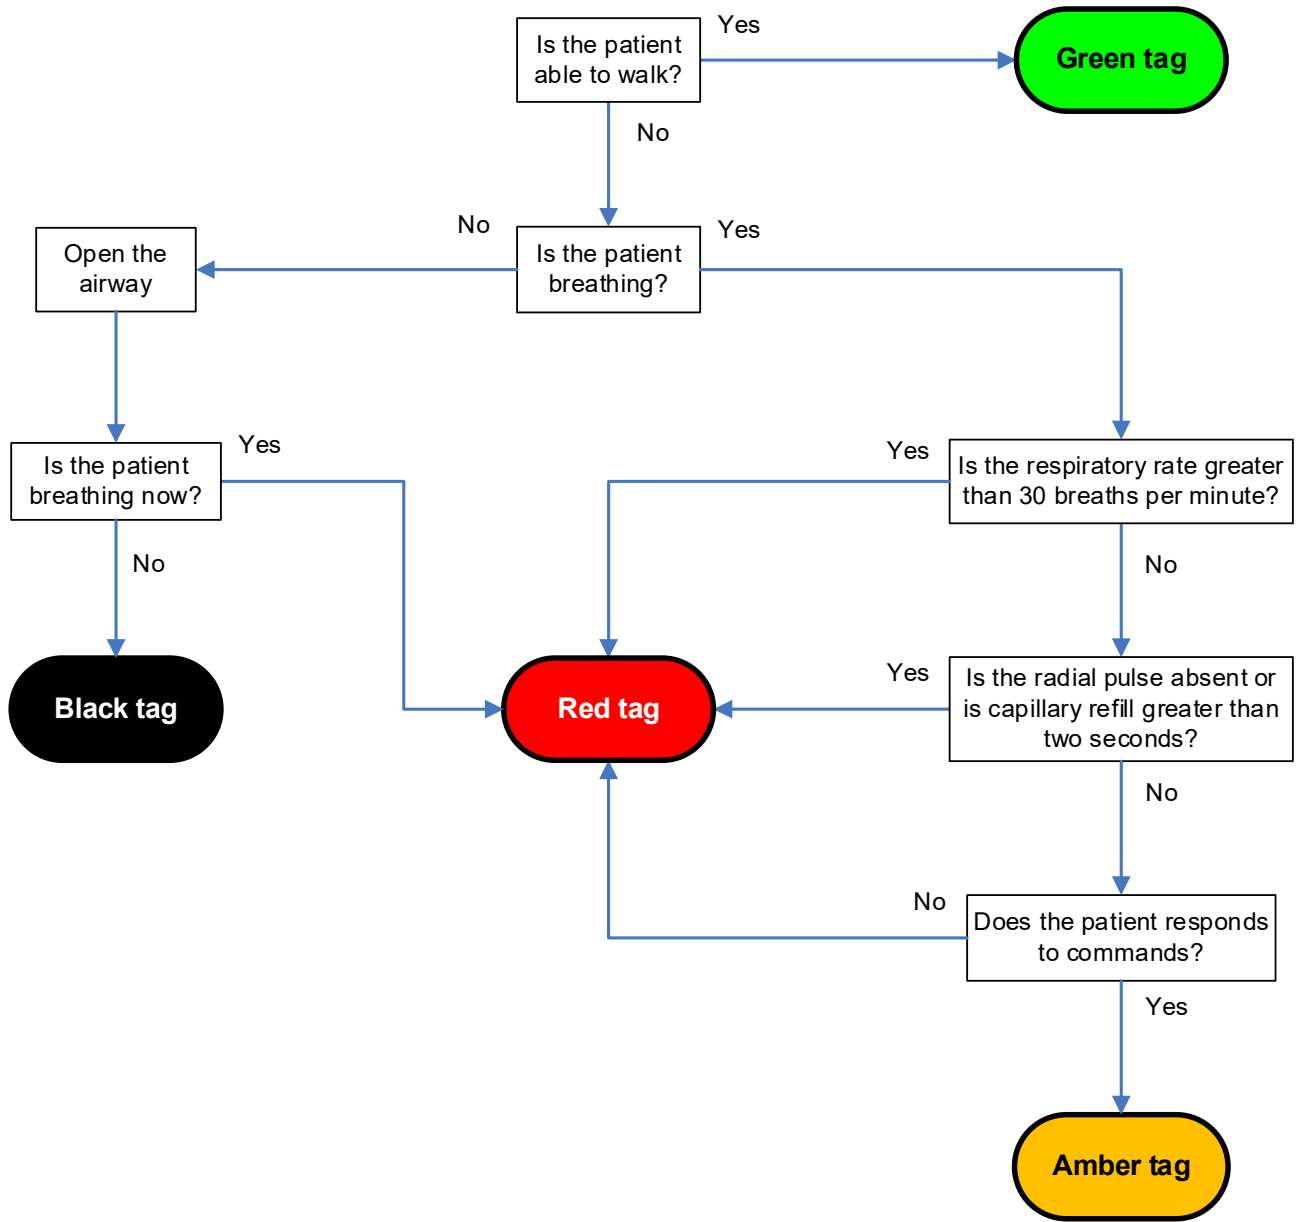 Is the patient
able to walk?
Yes
Green tag
No
Is the patient
breathing?
No
Yes
Open the
airway
Is the patient
breathing now?
Yes
No
Black tag
Is the respiratory rate greater
than 30 breaths per minute?
Yes
No
Red tag
Is the radial pulse absent or
is capillary refill greater than
two seconds?
Yes
No
Does the patient responds
to commands?
No
Yes
Amber tag